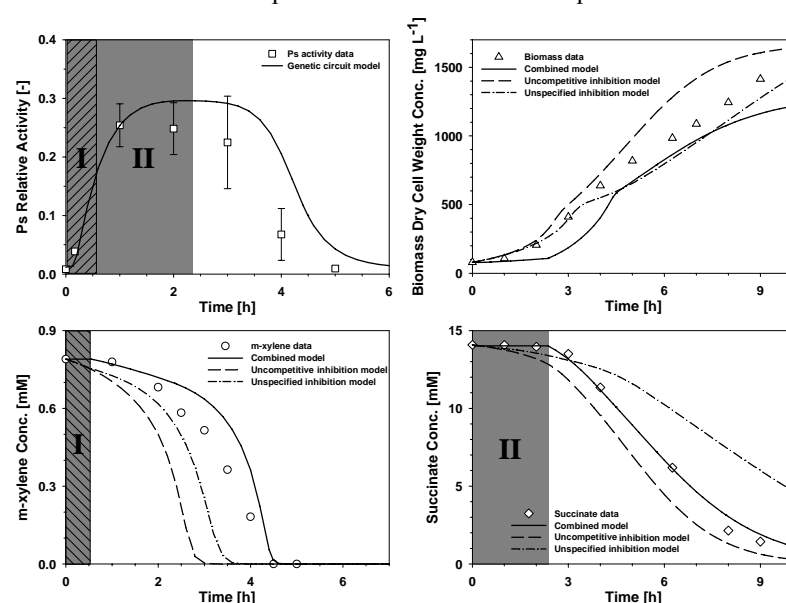 0.4
0.3
0.2
0.1
0.0
Ps Relative Activity [-]
Ps activity data
Genetic circuit model
I
II
0 2 4 6
Time [h]
1500
1000
500
0
Biomass Dry Cell Weight Conc. [mg L-1]
Biomass data
Combined model
Uncompetitive inhibition model
Unspecified inhibition model
0 3 6 9
Time [h]
0.9
0.6
0.3
0.0
m-xylene Conc. [mM]
m-xylene data
Combined model
Uncompetitive inhibition model
Unspecified inhibition model
I
0 2 4 6
Time [h]
15
10
5
0
Succinate Conc. [mM]
II
Succinate data
Combined model
Uncompetitive inhibition model
Unspecified inhibition model
0 3 6 9
Time [h]